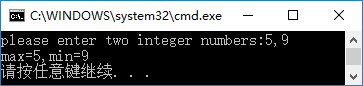 C:\WINDOWS\system32\cmd.exe
please enter two integer numbers:5,9
max=5,min=9
请按任意键继续. . .